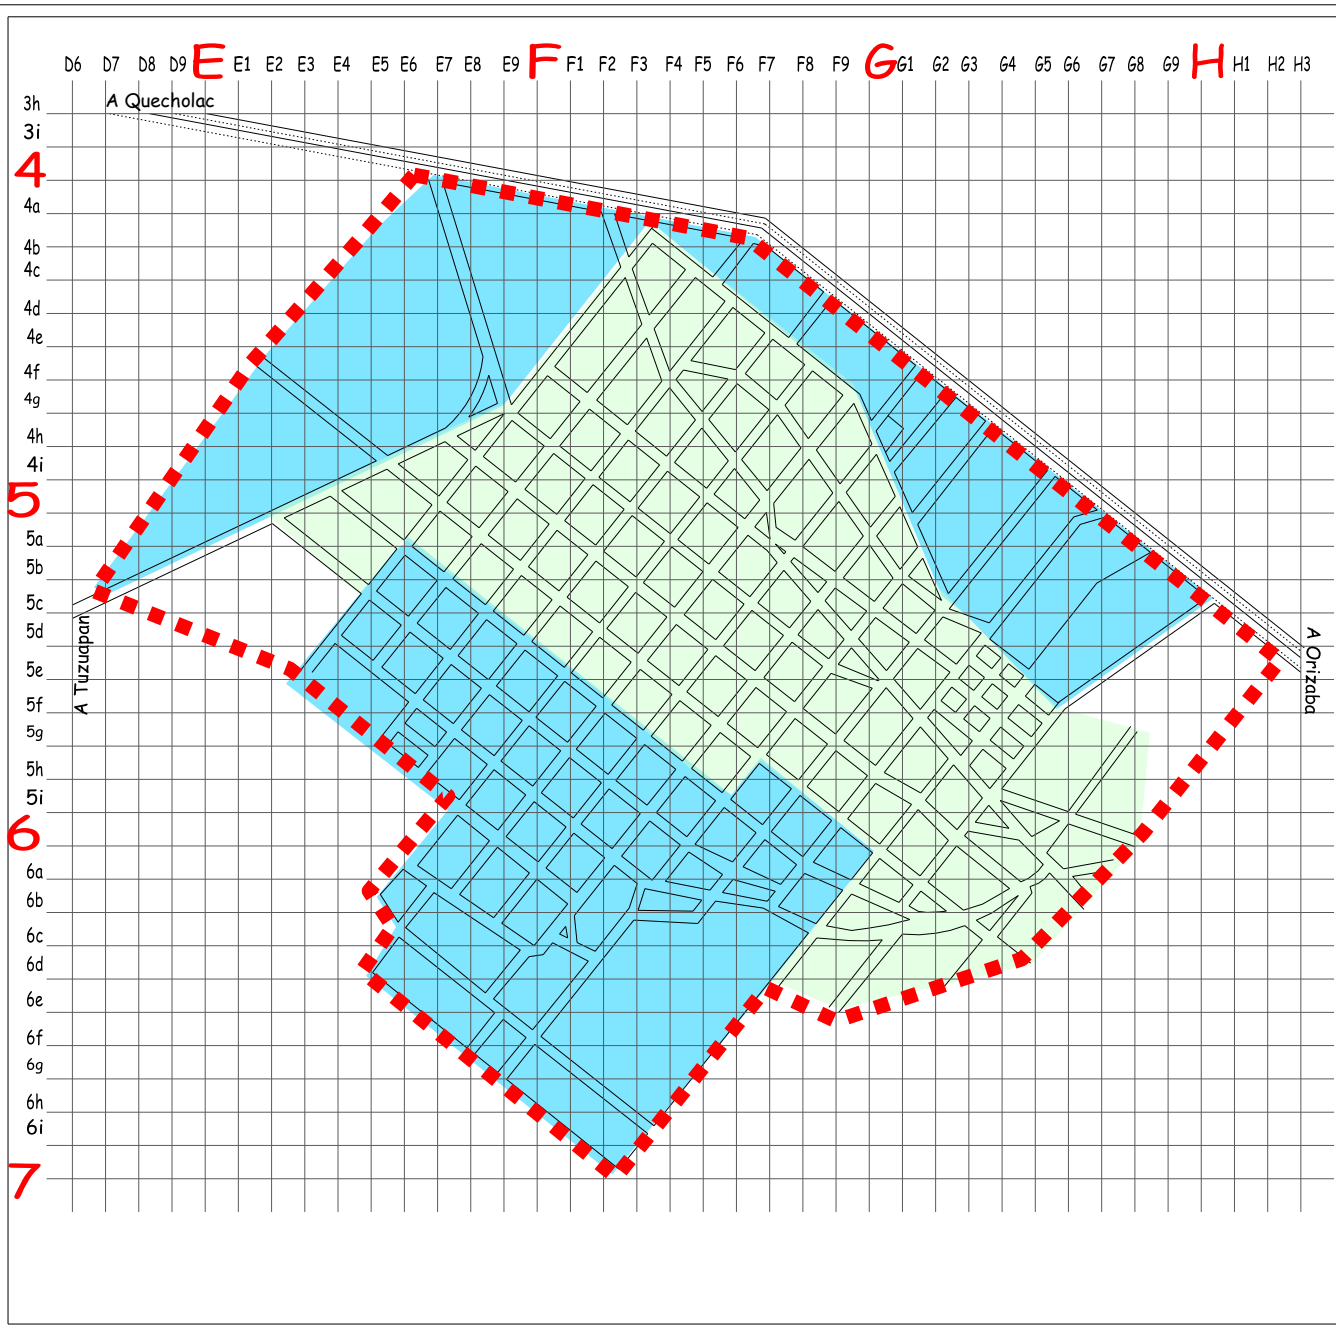 D6 D7 D8 D9 E E1 E2 E3 E4 E5 E6 E7 E8 E9 F F1 F2 F3 F4 F5 F6 F7 F8 F9 G G1 G2 G3 G4 G5 G6 G7 G8 G9 H H1 H2 H3
A Quecholac
3h
3i
4
4a
4b
4c
4d
4e
4f
4g
4h
4i
5
5a
5b
5c
5d
5e
5f
5g
5h
5i
6
6a
6b
6c
6d
6e
6f
6g
6h
6i
7
A Tuzuapan
A Orizaba